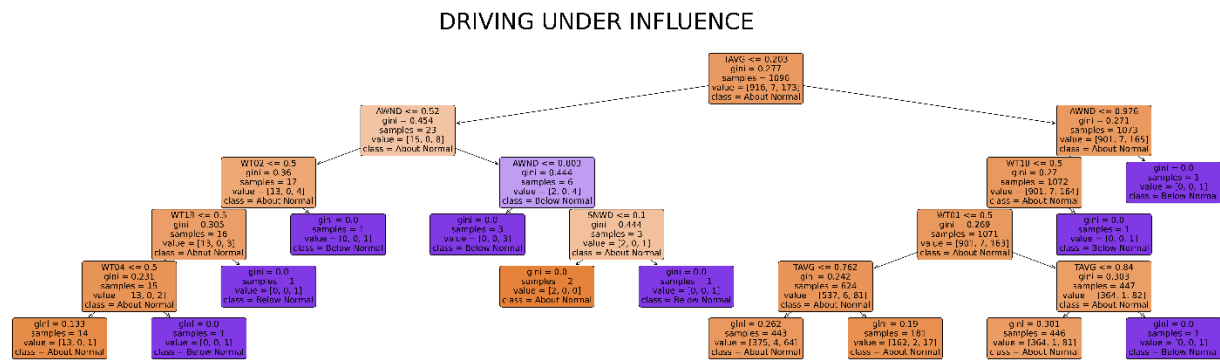 DRIVING UNDER INFLUENCE
TAVG <= 0.203
gini = 0.277
samples = 1096
value = [916, 7, 173]
class = About Normal
AWND <= 0.52
gini = 0.454
samples = 23
value = [15, 0, 8]
class = About Normal
AWND <= 0.976
gini = 0.271
samples = 1073
value = [901, 7, 165]
class = About Normal
WT02 <= 0.5
gini = 0.36
samples = 17
value = [13, 0, 4]
class = About Normal
AWND <= 0.803
gini = 0.444
samples = 6
value = [2, 0, 4]
class = Below Normal
WT18 <= 0.5
gini = 0.27
samples = 1072
value = [901, 7, 164]
class = About Normal
gini = 0.0
samples = 1
value = [0, 0, 1]
class = Below Normal
WT13 <= 0.5
gini = 0.305
samples = 16
value = [13, 0, 3]
class = About Normal
gini = 0.0
samples = 1
value = [0, 0, 1]
class = Below Normal
gini = 0.0
samples = 3
value = [0, 0, 3]
class = Below Normal
SNWD <= 0.1
gini = 0.444
samples = 3
value = [2, 0, 1]
class = About Normal
WT01 <= 0.5
gini = 0.269
samples = 1071
value = [901, 7, 163]
class = About Normal
gini = 0.0
samples = 1
value = [0, 0, 1]
class = Below Normal
WT04 <= 0.5
gini = 0.231
samples = 15
value = [13, 0, 2]
class = About Normal
gini = 0.0
samples = 1
value = [0, 0, 1]
class = Below Normal
gini = 0.0
samples = 2
value = [2, 0, 0]
class = About Normal
gini = 0.0
samples = 1
value = [0, 0, 1]
class = Below Normal
TAVG <= 0.762
gini = 0.242
samples = 624
value = [537, 6, 81]
class = About Normal
TAVG <= 0.84
gini = 0.303
samples = 447
value = [364, 1, 82]
class = About Normal
gini = 0.133
samples = 14
value = [13, 0, 1]
class = About Normal
gini = 0.0
samples = 1
value = [0, 0, 1]
class = Below Normal
gini = 0.262
samples = 443
value = [375, 4, 64]
class = About Normal
gini = 0.19
samples = 181
value = [162, 2, 17]
class = About Normal
gini = 0.301
samples = 446
value = [364, 1, 81]
class = About Normal
gini = 0.0
samples = 1
value = [0, 0, 1]
class = Below Normal